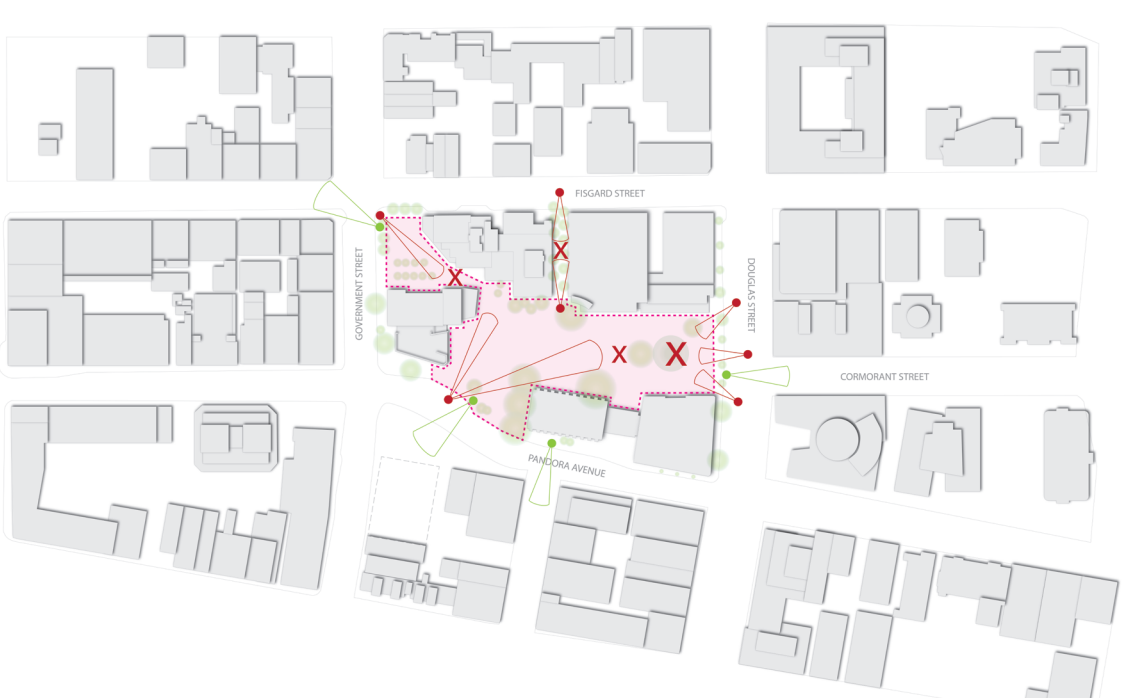 FISGARD STREET
GOVERNMENT STREET
DOUGLAS STREET
X
X
X
X
CORMORANT STREET
PANDORA AVENUE